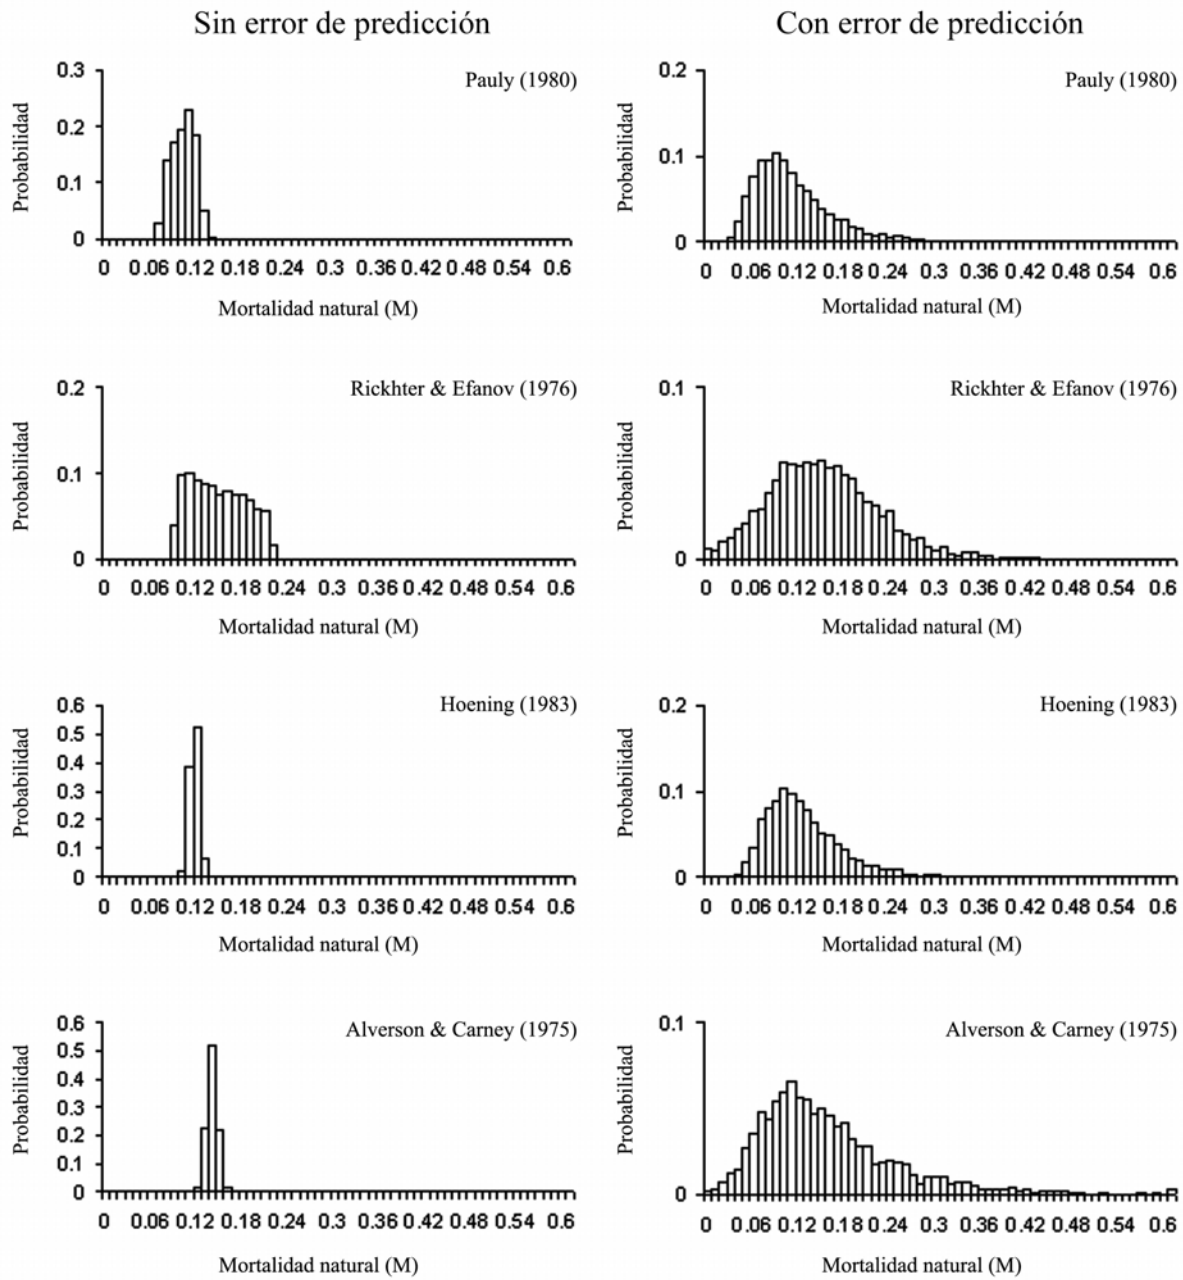 Sin error de predicción
Con error de predicción
0.3
0.2
0.1
0
Probabilidad
Pauly (1980)
0 0.06 0.12 0.18 0.24 0.3 0.36 0.42 0.48 0.54 0.6
Mortalidad natural (M)
0.2
0.1
0
Probabilidad
Pauly (1980)
0 0.06 0.12 0.18 0.24 0.3 0.36 0.42 0.48 0.54 0.6
Mortalidad natural (M)
0.2
0.1
0
Probabilidad
Rickhter & Efanov (1976)
0 0.06 0.12 0.18 0.24 0.3 0.36 0.42 0.48 0.54 0.6
Mortalidad natural (M)
0.1
0
Probabilidad
Rickhter & Efanov (1976)
0 0.06 0.12 0.18 0.24 0.3 0.36 0.42 0.48 0.54 0.6
Mortalidad natural (M)
0.6
0.5
0.4
0.3
0.2
0.1
0
Probabilidad
Hoening (1983)
0 0.06 0.12 0.18 0.24 0.3 0.36 0.42 0.48 0.54 0.6
Mortalidad natural (M)
0.2
0.1
0
Probabilidad
Hoening (1983)
0 0.06 0.12 0.18 0.24 0.3 0.36 0.42 0.48 0.54 0.6
Mortalidad natural (M)
0.6
0.5
0.4
0.3
0.2
0.1
0
Probabilidad
Alverson & Carney (1975)
0 0.06 0.12 0.18 0.24 0.3 0.36 0.42 0.48 0.54 0.6
Mortalidad natural (M)
0.1
0
Probabilidad
Alverson & Carney (1975)
0 0.06 0.12 0.18 0.24 0.3 0.36 0.42 0.48 0.54 0.6
Mortalidad natural (M)